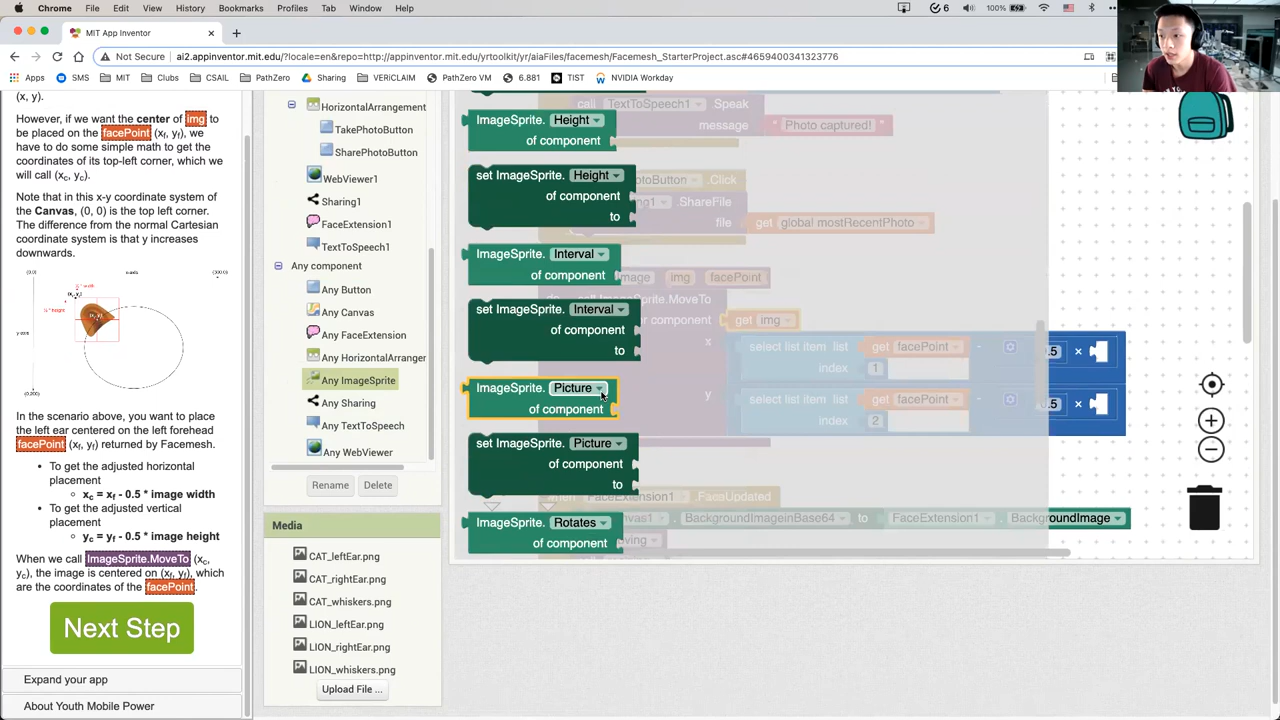 Chrome File Edit View History Bookmarks Profiles Tab Window Help
6 100%
MIT App Inventor
Not Secure ai2.appinventor.mit.edu/?locale=en&repo=http://appinventor.mit.edu/yrtoolkit/yr/aiaFiles/facemesh/Facemesh_StarterProject.asc#4659400341323776
Apps SMS MIT Clubs CSAIL PathZero Sharing VERiCLAIM PathZero VM 6.881 TIST NVIDIA Workday
(x, y).
However, if we want the center of img to
be placed on the facePoint (xf, yf), we
have to do some simple math to get the
coordinates of its top-left corner, which we
will call (xc, yc).
Note that in this x-y coordinate system of
the Canvas, (0, 0) is the top left corner.
The difference from the normal Cartesian
coordinate system is that y increases
downwards.
x-axis
y-axis
In the scenario above, you want to place
the left ear centered on the left forehead
facePoint (xf, yf) returned by Facemesh.
To get the adjusted horizontal
placement
xc = xf - 0.5 * image width
To get the adjusted vertical
placement
yc = yf - 0.5 * image height
When we call ImageSprite.MoveTo (xc,
yc), the image is centered on (xf, yf), which
are the coordinates of the facePoint.
Next Step
Expand your app
About Youth Mobile Power
HorizontalArrangement
TakePhotoButton
SharePhotoButton
WebViewer1
Sharing1
FaceExtension1
TextToSpeech1
Any component
Any Button
Any Canvas
Any FaceExtension
Any HorizontalArranger
Any ImageSprite
Any Sharing
Any TextToSpeech
Any WebViewer
Rename Delete
Media
CAT_leftEar.png
CAT_rightEar.png
CAT_whiskers.png
LION_leftEar.png
LION_rightEar.png
LION_whiskers.png
Upload File ...
ImageSprite. Height
of component
set ImageSprite. Height
of component
to
ImageSprite. Interval
of component
set ImageSprite. Interval
of component
to
ImageSprite. Picture
of component
set ImageSprite. Picture
of component
to
ImageSprite. Rotates
of component
call TextToSpeech1 .Speak
message " Photo captured! "
.Click
.ShareFile
file get global mostRecentPhoto
img facePoint
call ImageSprite.MoveTo
get img
x select list item list get facePoint - .5 ×
index 1
y select list item list get facePoint - .5 ×
index 2
when FaceExtension1
.BackgroundImageinBase64 to FaceExtension1 . BackgroundImage